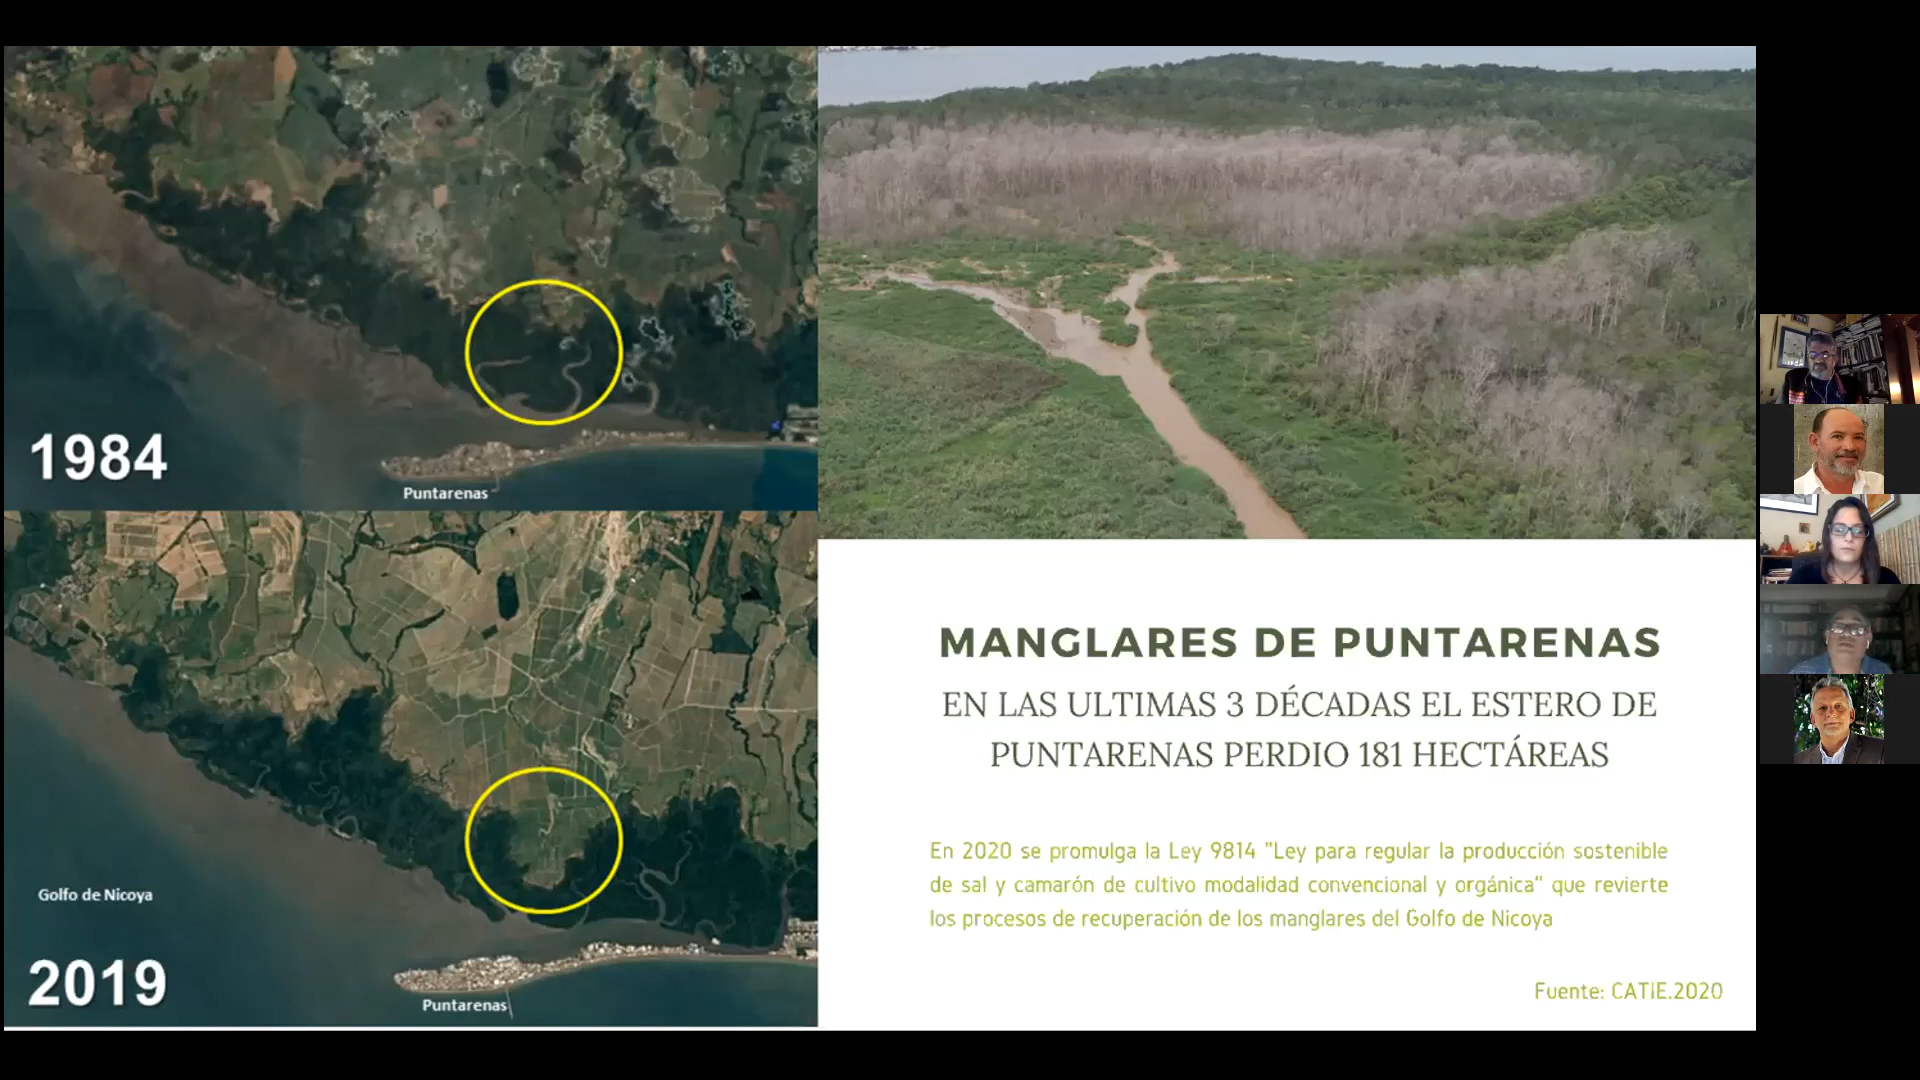 1984
Puntarenas
Golfo de Nicoya
2019
Puntarenas
MANGLARES DE PUNTARENAS
EN LAS ULTIMAS 3 DÉCADAS EL ESTERO DE
PUNTARENAS PERDIO 181 HECTÁREAS
En 2020 se promulga la Ley 9814 "Ley para regular la producción sostenible
de sal y camarón de cultivo modalidad convencional y orgánica" que revierte
los procesos de recuperación de los manglares del Golfo de Nicoya
Fuente: CATIE.2020